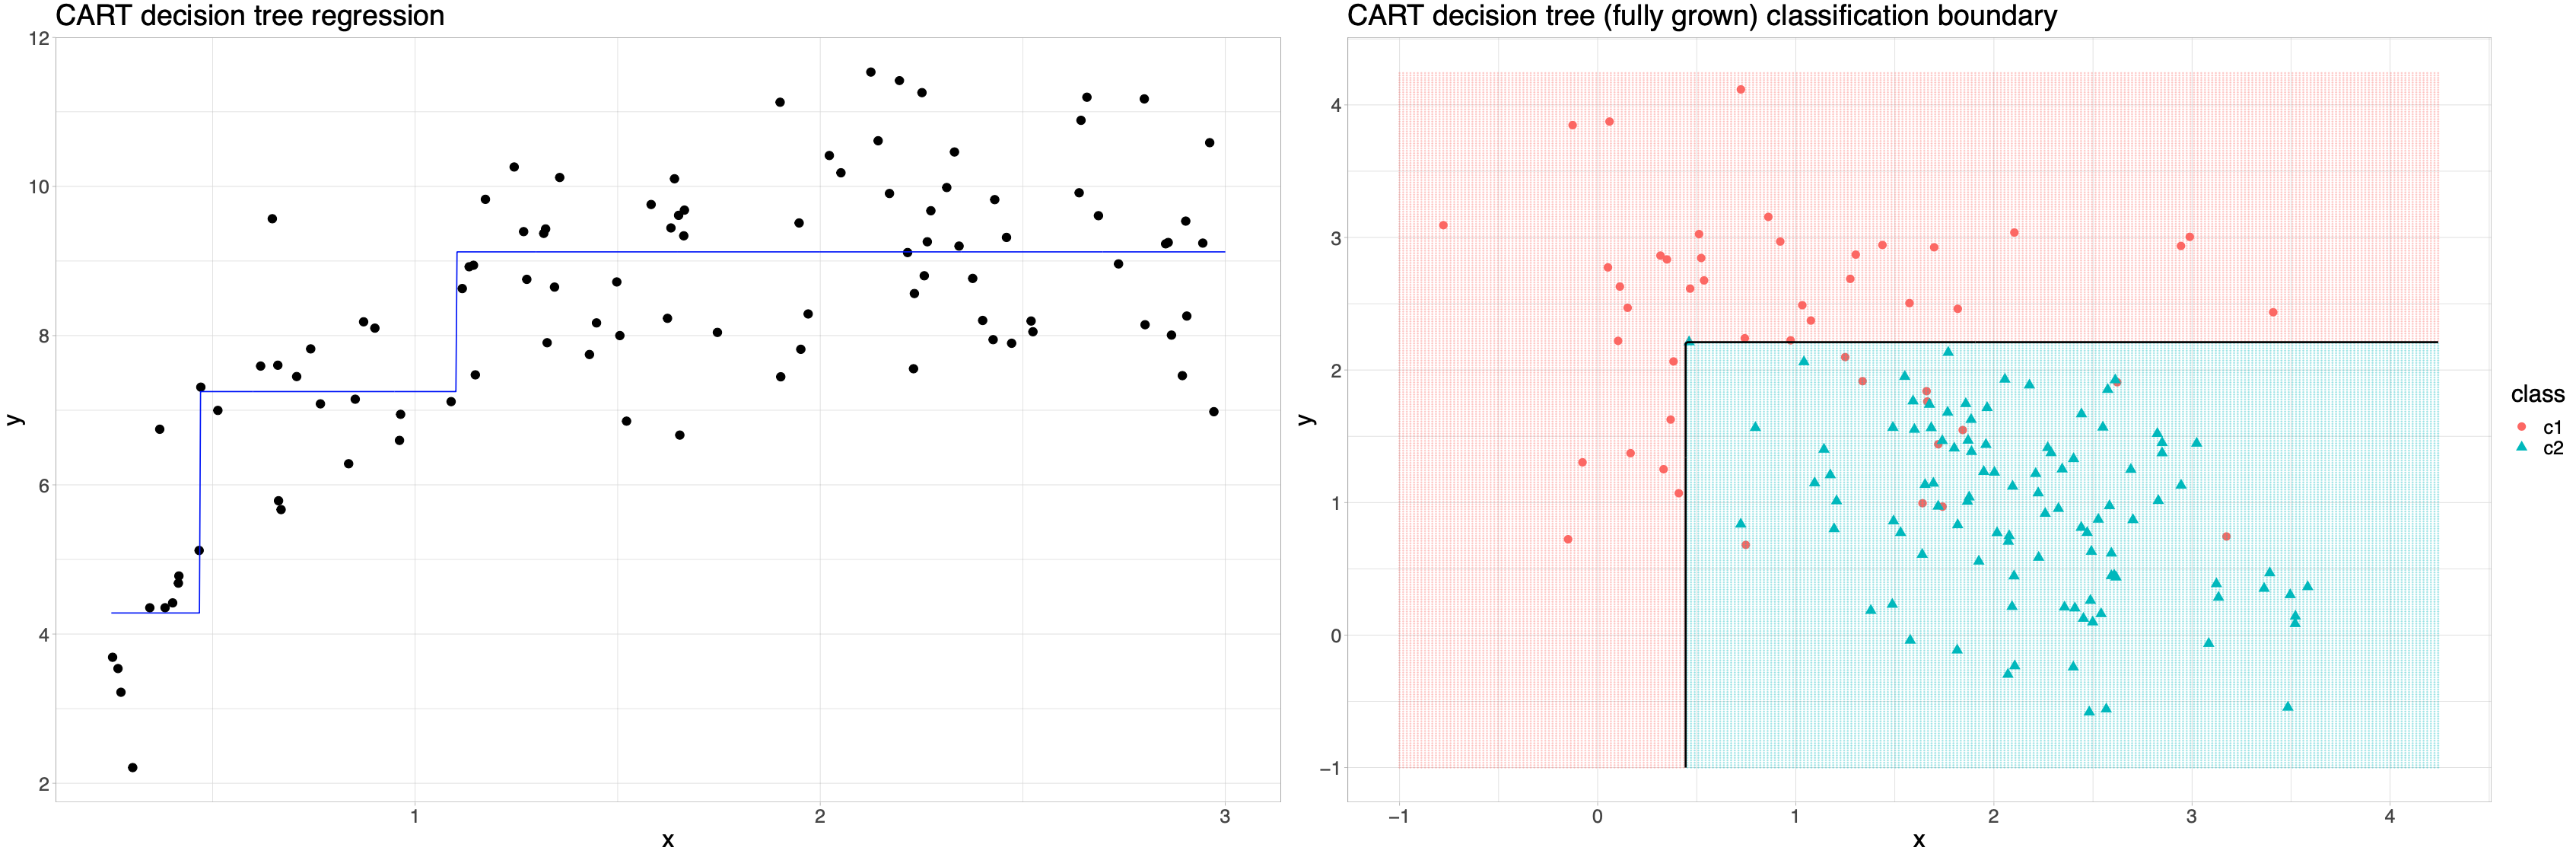 CART decision tree regression
12
10
8
6
4
2
y
1 2 3
x
CART decision tree (fully grown) classification boundary
4
3
2
1
0
−1
y
−1 0 1 2 3 4
x
class
c1
c2